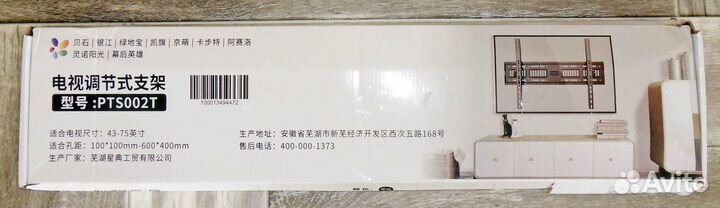 贝石 | 银江 | 绿地宝 | 凯旗 | 京萌 | 卡步特 | 阿赛洛
灵诺阳光 | 幕后英雄
电视调节式支架
型号:PTS002T
100013494472
适合电视尺寸: 43-75英寸
适合孔距: 100*100mm-600*400mm
生产厂家: 芜湖星典工贸有限公司
生产地址: 安徽省芜湖市新芜经济开发区西次五路168号
售后电话: 400-000-1373
Avito